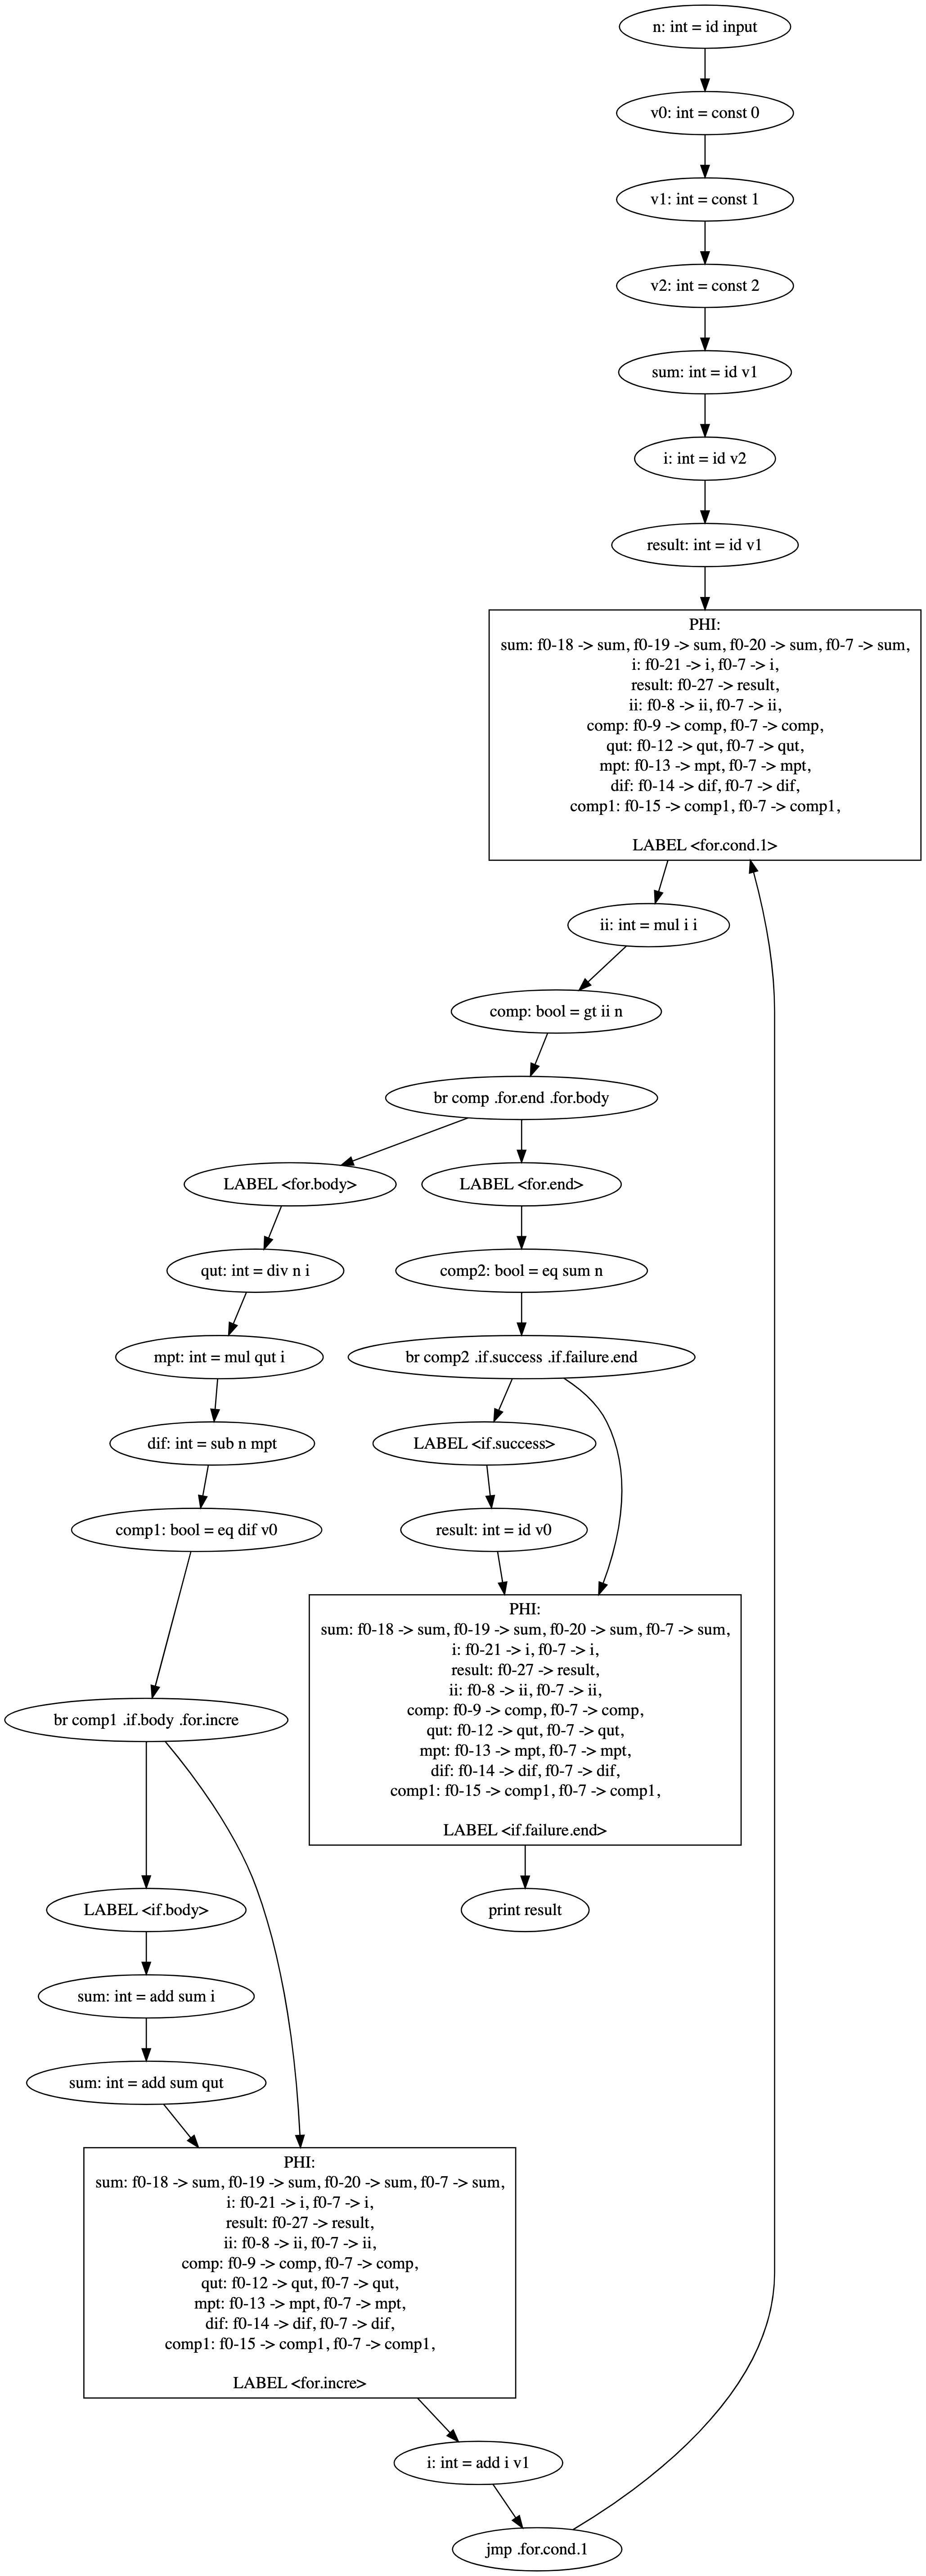 n: int = id input
v0: int = const 0
v1: int = const 1
v2: int = const 2
sum: int = id v1
i: int = id v2
result: int = id v1
PHI:
sum: f0-18 -> sum, f0-19 -> sum, f0-20 -> sum, f0-7 -> sum,
i: f0-21 -> i, f0-7 -> i,
result: f0-27 -> result,
ii: f0-8 -> ii, f0-7 -> ii,
comp: f0-9 -> comp, f0-7 -> comp,
qut: f0-12 -> qut, f0-7 -> qut,
mpt: f0-13 -> mpt, f0-7 -> mpt,
dif: f0-14 -> dif, f0-7 -> dif,
comp1: f0-15 -> comp1, f0-7 -> comp1,
LABEL <for.cond.1>
ii: int = mul i i
comp: bool = gt ii n
br comp .for.end .for.body
LABEL <for.body>
LABEL <for.end>
qut: int = div n i
comp2: bool = eq sum n
mpt: int = mul qut i
br comp2 .if.success .if.failure.end
dif: int = sub n mpt
LABEL <if.success>
comp1: bool = eq dif v0
result: int = id v0
PHI:
sum: f0-18 -> sum, f0-19 -> sum, f0-20 -> sum, f0-7 -> sum,
i: f0-21 -> i, f0-7 -> i,
result: f0-27 -> result,
ii: f0-8 -> ii, f0-7 -> ii,
comp: f0-9 -> comp, f0-7 -> comp,
qut: f0-12 -> qut, f0-7 -> qut,
mpt: f0-13 -> mpt, f0-7 -> mpt,
dif: f0-14 -> dif, f0-7 -> dif,
comp1: f0-15 -> comp1, f0-7 -> comp1,
LABEL <if.failure.end>
br comp1 .if.body .for.incre
LABEL <if.body>
print result
sum: int = add sum i
sum: int = add sum qut
PHI:
sum: f0-18 -> sum, f0-19 -> sum, f0-20 -> sum, f0-7 -> sum,
i: f0-21 -> i, f0-7 -> i,
result: f0-27 -> result,
ii: f0-8 -> ii, f0-7 -> ii,
comp: f0-9 -> comp, f0-7 -> comp,
qut: f0-12 -> qut, f0-7 -> qut,
mpt: f0-13 -> mpt, f0-7 -> mpt,
dif: f0-14 -> dif, f0-7 -> dif,
comp1: f0-15 -> comp1, f0-7 -> comp1,
LABEL <for.incre>
i: int = add i v1
jmp .for.cond.1